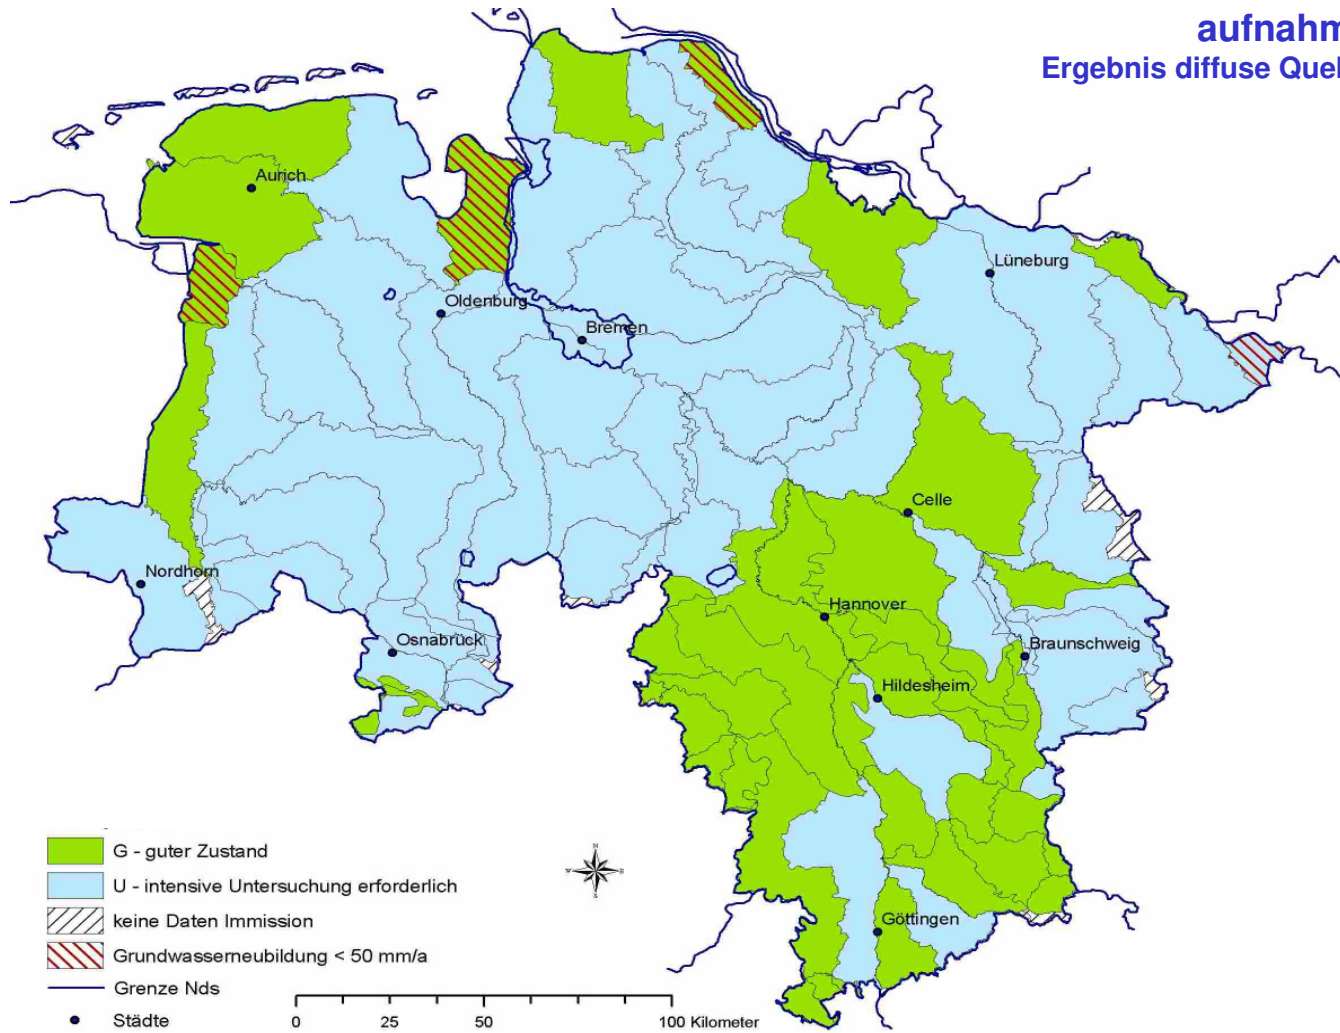 aufnahm
Ergebnis diffuse Quel
Aurich
Lüneburg
Oldenburg
Bremen
Celle
Nordhorn
Hannover
Osnabrück
Braunschweig
Hildesheim
G - guter Zustand
U - intensive Untersuchung erforderlich
keine Daten Immission
Göttingen
Grundwasserneubildung < 50 mm/a
Grenze Nds
Städte
0 25 50 100 Kilometer
N
W E
S